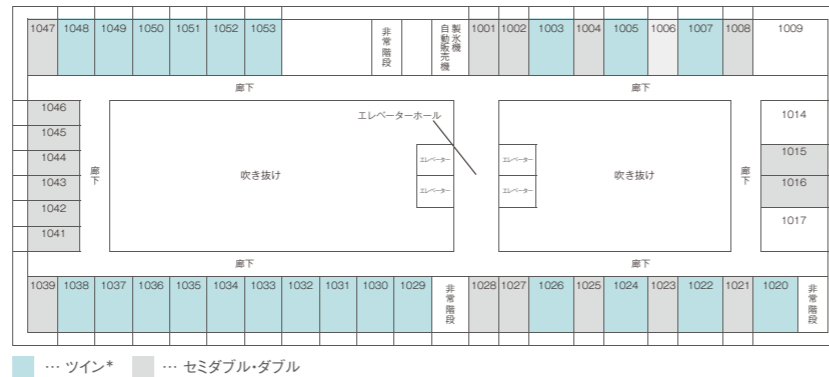 1047 1048 1049 1050 1051 1052 1053 非常階段 製氷機 自動販売機 1001 1002 1003 1004 1005 1006 1007 1008 1009
廊下 廊下
1046 エレベーターホール 1014
1045
1044 エレベーター エレベーター 1015
廊下 吹き抜け 吹き抜け 廊下
1043 エレベーター エレベーター 1016
1042 1017
1041
廊下 廊下
1039 1038 1037 1036 1035 1034 1033 1032 1031 1030 1029 非常階段 1028 1027 1026 1025 1024 1023 1022 1021 1020 非常階段
… ツイン* … セミダブル・ダブル